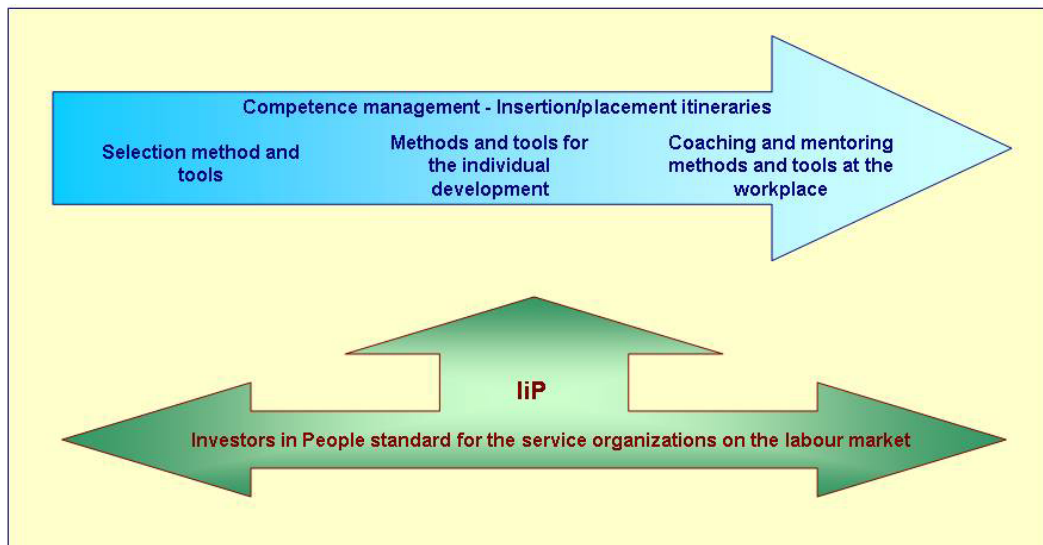 Competence management - Insertion/placement itineraries
Selection method and
tools
Methods and tools for
the individual
development
Coaching and mentoring
methods and tools at the
workplace
IiP
Investors in People standard for the service organizations on the labour market